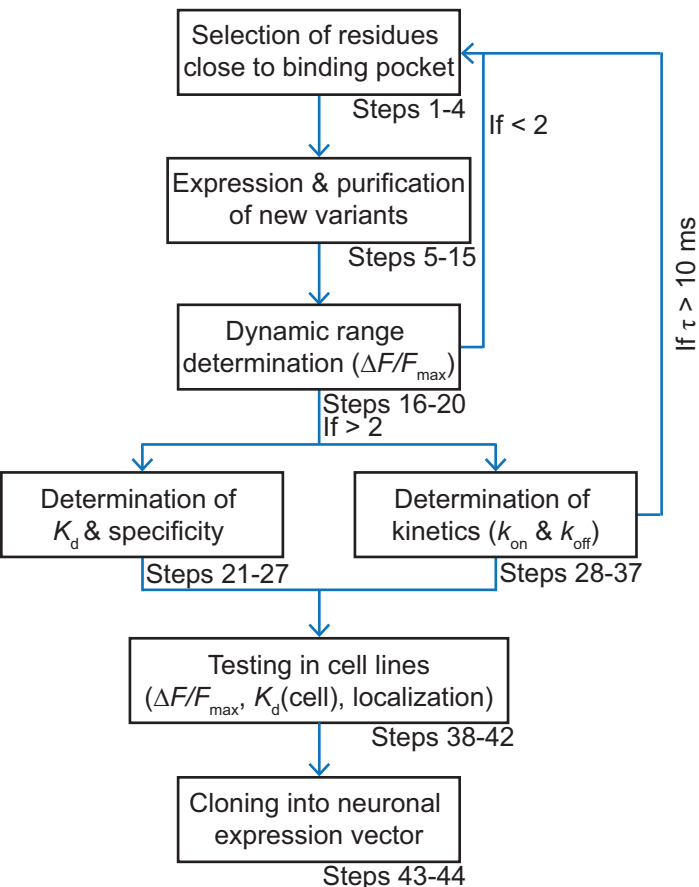 Selection of residues
close to binding pocket
Steps 1-4
If < 2
Expression & purification
of new variants
Steps 5-15
If τ > 10 ms
Dynamic range
determination (ΔF/Fmax)
Steps 16-20
If > 2
Determination of
Kd & specificity
Steps 21-27
Determination of
kinetics (kon & koff)
Steps 28-37
Testing in cell lines
(ΔF/Fmax, Kd(cell), localization)
Steps 38-42
Cloning into neuronal
expression vector
Steps 43-44